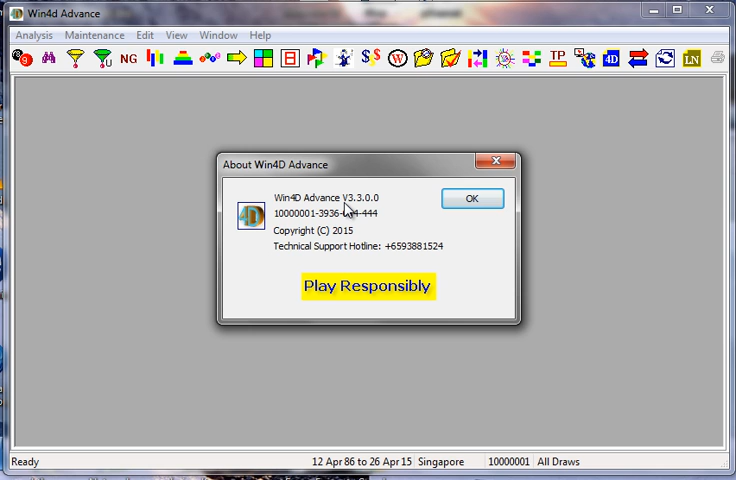 Win4d Advance
Analysis Maintenance Edit View Window Help
9 U NG $ $ W TP 4D LN
About Win4D Advance
Win4D Advance V3.3.0.0
OK
4D
Copyright (C) 2015
Technical Support Hotline: +6593881524
Play Responsibly
Ready 12 Apr 86 to 26 Apr 15 Singapore 10000001 All Draws